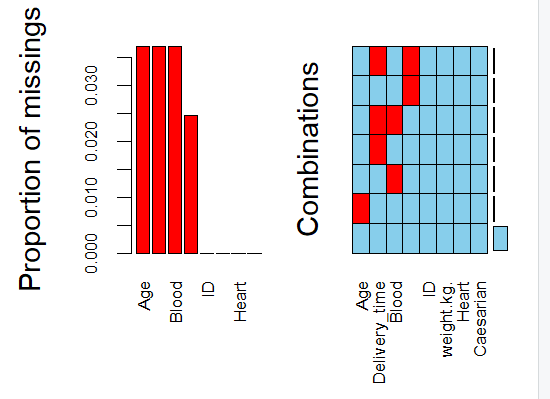 Proportion of missings
0.000 0.010 0.020 0.030
Age
Blood
ID
Heart
Combinations
Age
Delivery_time
Blood
ID
weight.kg.
Heart
Caesarian